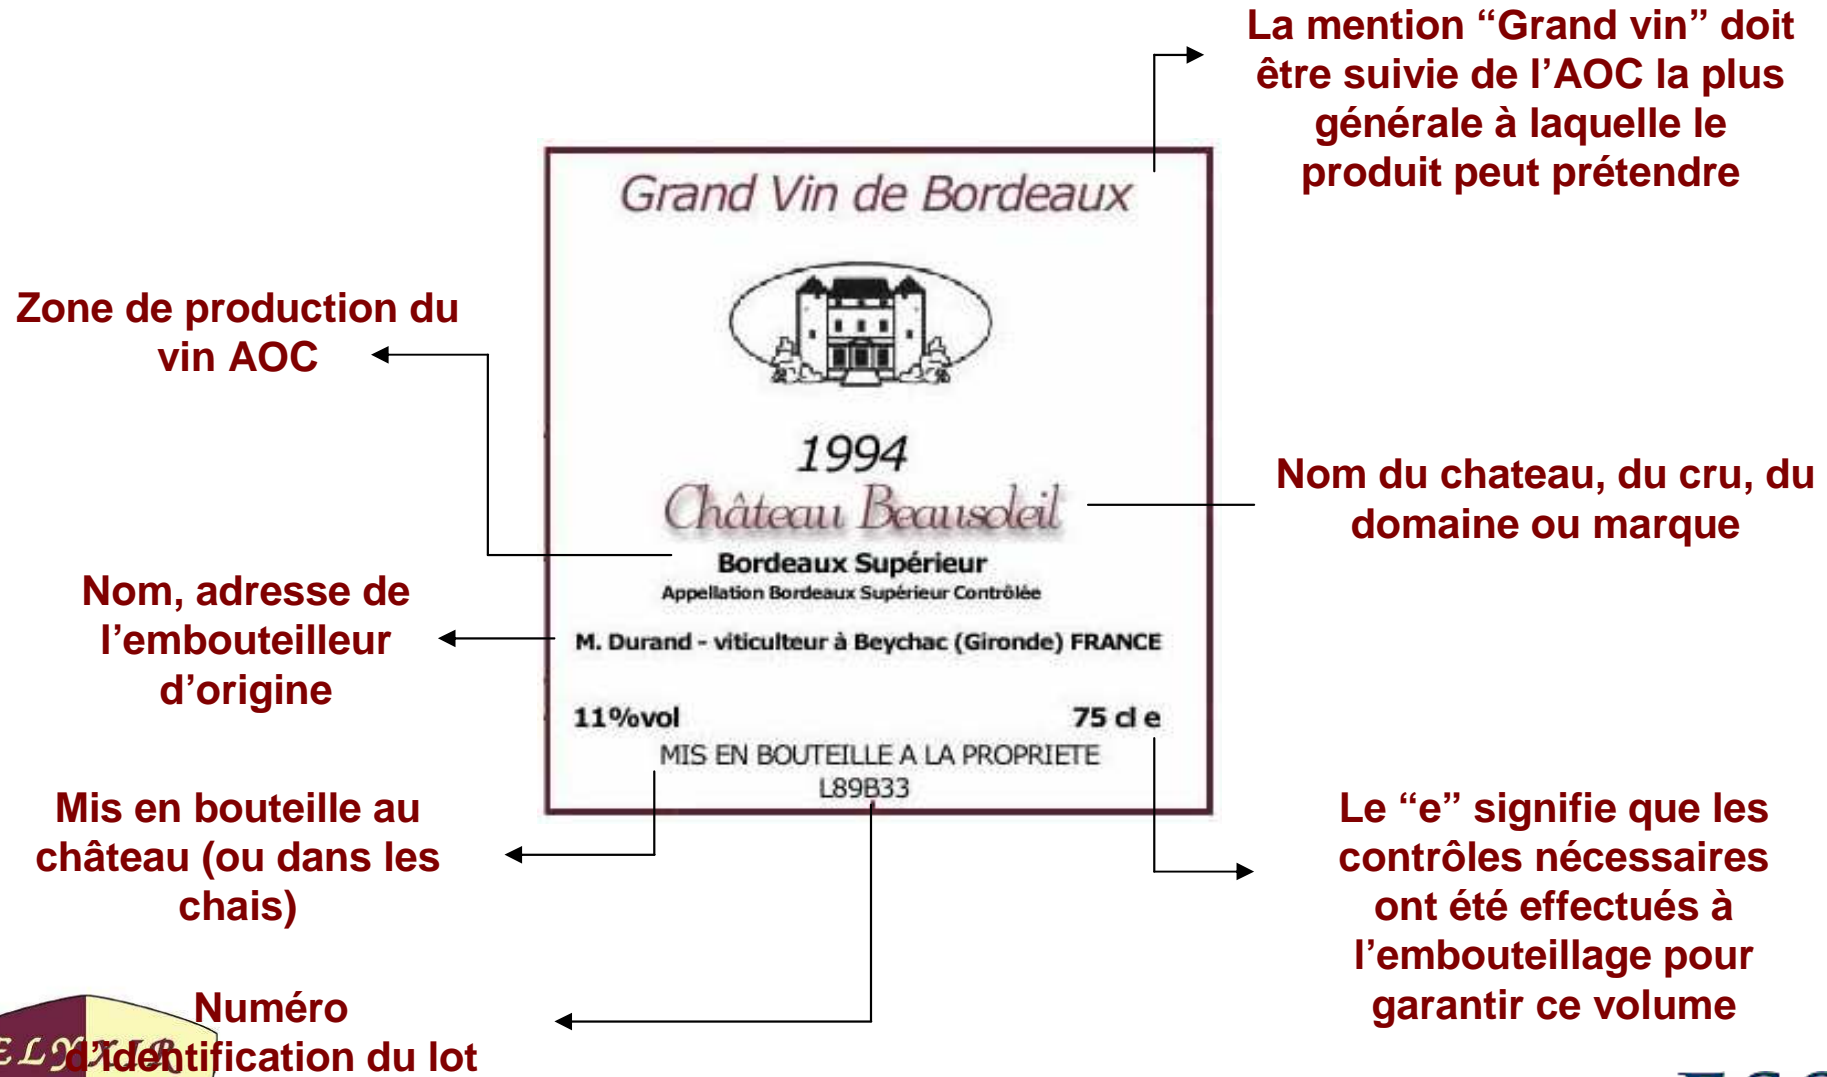 La mention “Grand vin” doit
être suivie de l’AOC la plus
générale à laquelle le
produit peut prétendre
Grand Vin de Bordeaux
Zone de production du
vin AOC
1994
Château Beausoleil
Nom du chateau, du cru, du
domaine ou marque
Bordeaux Supérieur
Appellation Bordeaux Supérieur Contrôlée
Nom, adresse de
l’embouteilleur
d’origine
M. Durand - viticulteur à Beychac (Gironde) FRANCE
11%vol
75 cl e
MIS EN BOUTEILLE A LA PROPRIETE
L89B33
Mis en bouteille au
château (ou dans les
chais)
Le “e” signifie que les
contrôles nécessaires
ont été effectués à
l’embouteillage pour
garantir ce volume
Numéro
d’identification du lot
ELYXIR